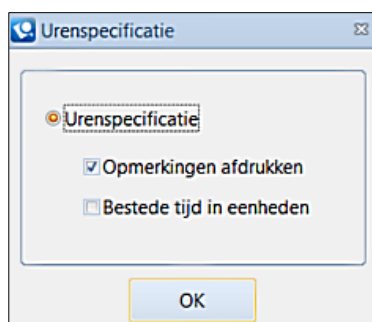 Urenspecificatie
Urenspecificatie
Opmerkingen afdrukken
Bestede tijd in eenheden
OK